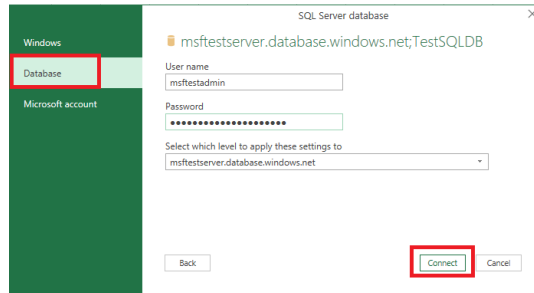 SQL Server database
Windows
Database
Microsoft account
msftestserver.database.windows.net;TestSQLDB
User name
msftestadmin
Password
●●●●●●●●●●●●●●●●●●●●
Select which level to apply these settings to
msftestserver.database.windows.net
Back
Connect
Cancel